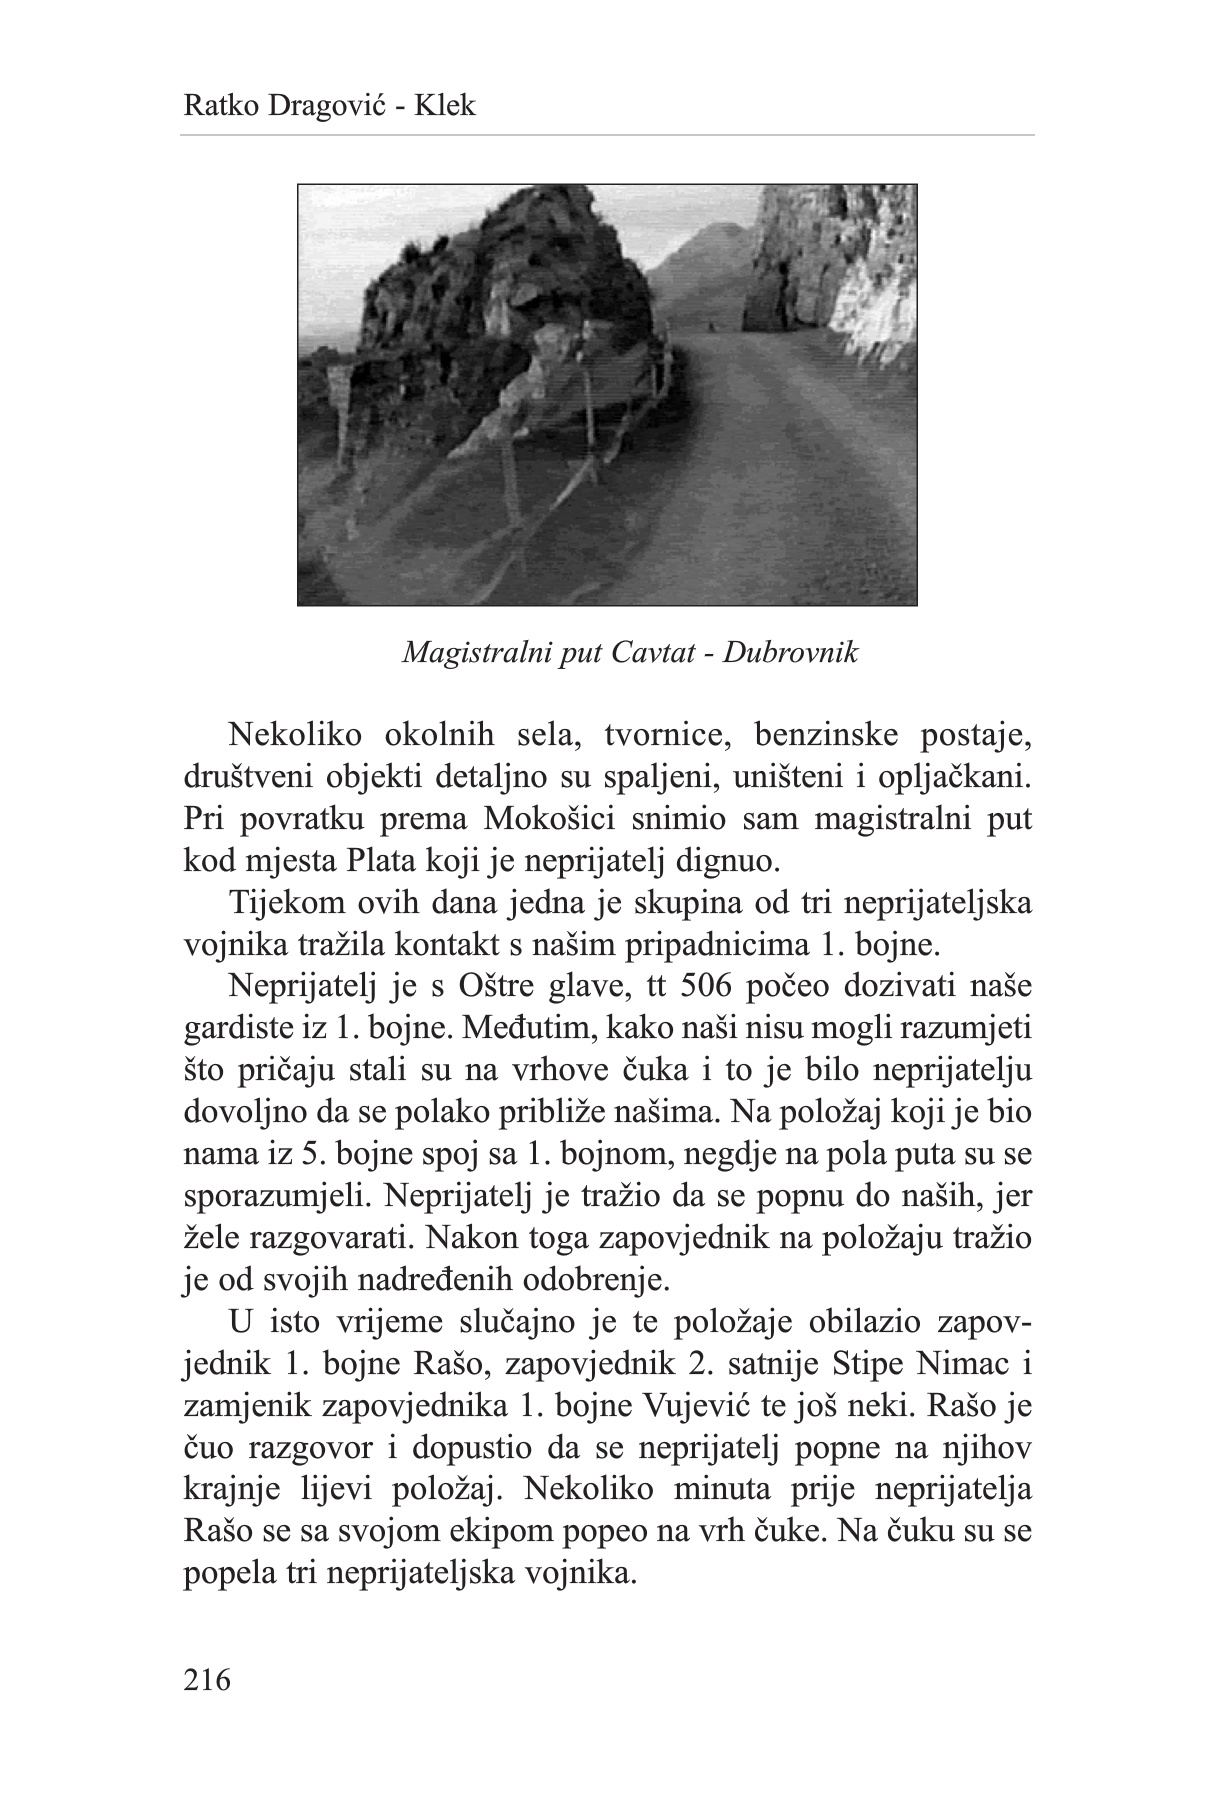 Ratko Dragović - Klek
Magistralni put Cavtat - Dubrovnik
Nekoliko okolnih sela, tvornice, benzinske postaje,
društveni objekti detaljno su spaljeni, uništeni i opljačkani.
Pri povratku prema Mokošici snimio sam magistralni put
kod mjesta Plata koji je neprijatelj dignuo.
Tijekom ovih dana jedna je skupina od tri neprijateljska
vojnika tražila kontakt s našim pripadnicima 1. bojne.
Neprijatelj je s Oštre glave, tt 506 počeo dozivati naše
gardiste iz 1. bojne. Međutim, kako naši nisu mogli razumjeti
što pričaju stali su na vrhove čuka i to je bilo neprijatelju
dovoljno da se polako približe našima. Na položaj koji je bio
nama iz 5. bojne spoj sa 1. bojnom, negdje na pola puta su se
sporazumjeli. Neprijatelj je tražio da se popnu do naših, jer
žele razgovarati. Nakon toga zapovjednik na položaju tražio
je od svojih nadređenih odobrenje.
U isto vrijeme slučajno je te položaje obilazio zapov-
jednik 1. bojne Rašo, zapovjednik 2. satnije Stipe Nimac i
zamjenik zapovjednika 1. bojne Vujević te još neki. Rašo je
čuo razgovor i dopustio da se neprijatelj popne na njihov
krajnje lijevi položaj. Nekoliko minuta prije neprijatelja
Rašo se sa svojom ekipom popeo na vrh čuke. Na čuku su se
popela tri neprijateljska vojnika.
216